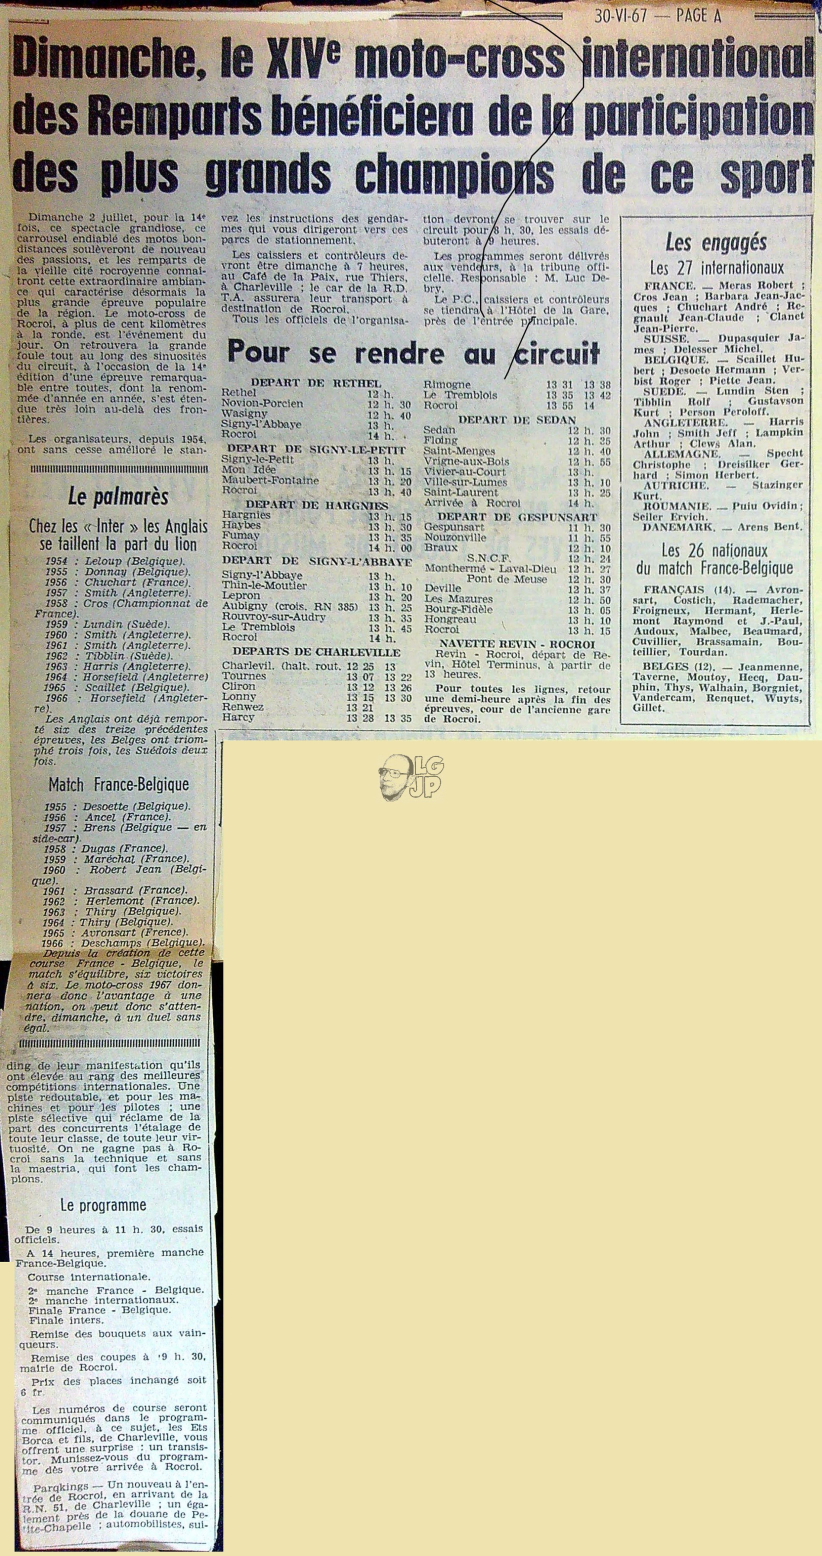 30-VI-67 — PAGE A
Dimanche, le XIVe moto-cross international
des Remparts bénéficiera de la participation
des plus grands champions de ce sport
Dimanche 2 juillet, pour la 14e
fois, ce spectacle grandiose, ce
carrousel endiablé des motos bon-
distances soulèveront de nouveau
des passions, et les remparts de
la vieille cité rocroyenne connaî-
tront cette extraordinaire ambian-
ce qui caractérise désormais la
plus grande épreuve populaire
de la région. Le moto-cross de
Rocroi, à plus de cent kilomètres
à la ronde, est l'événement du
jour. On retrouvera la grande
foule tout au long des sinuosités
du circuit, à l'occasion de la 14e
édition d'une épreuve remarqua-
ble entre toutes, dont la renom-
mée d'année en année, s'est éten-
due très loin au-delà des fron-
tières.
Les organisateurs, depuis 1954,
ont sans cesse amélioré le stan-
Le palmarès
Chez les « Inter » les Anglais
se taillent la part du lion
1954 : Leloup (Belgique).
1955 : Donnay (Belgique).
1956 : Chuchart (France).
1957 : Smith (Angleterre).
1958 : Cros (Championnat de
France).
1959 : Lundin (Suède).
1960 : Smith (Angleterre).
1961 : Smith (Angleterre).
1962 : Tibblin (Suède).
1963 : Harris (Angleterre).
1964 : Horsefield (Angleterre)
1965 : Scaillet (Belgique).
1966 : Horsefield (Angleter-
re).
Les Anglais ont déjà rempor-
té six des treize précédentes
épreuves, les Belges ont triom-
phé trois fois, les Suédois deux
fois.
Match France-Belgique
1955 : Desoette (Belgique).
1956 : Ancel (France).
1957 : Brens (Belgique — en
side-car).
1958 : Dugas (France).
1959 : Maréchal (France).
1960 : Robert Jean (Belgi-
que).
1961 : Brassard (France).
1962 : Herlemont (France).
1963 : Thiry (Belgique).
1964 : Thiry (Belgique).
1965 : Avronsart (Frence).
1966 : Deschamps (Belgique).
Depuis la création de cette
course France - Belgique, le
match s'équilibre, six victoires
à six. Le moto-cross 1967 don-
nera donc l'avantage à une
nation, on peut donc s'atten-
dre, dimanche, à un duel sans
égal.
ding de leur manifestation qu'ils
ont élevée au rang des meilleures
compétitions internationales. Une
piste redoutable, et pour les ma-
chines et pour les pilotes ; une
piste sélective qui réclame de la
part des concurrents l'étalage de
toute leur classe, de toute leur vir-
tuosité. On ne gagne pas à Ro-
croi sans la technique et sans
la maestria, qui font les cham-
pions.
Le programme
De 9 heures à 11 h. 30, essais
officiels.
A 14 heures, première manche
France-Belgique.
Course internationale.
2e manche France - Belgique.
2e manche internationaux.
Finale France - Belgique.
Finale inters.
Remise des bouquets aux vain-
queurs.
Remise des coupes à 9 h. 30,
mairie de Rocroi.
Prix des places inchangé soit
6 fr.
Les numéros de course seront
communiqués dans le program-
me officiel, à ce sujet, les Ets
Borca et fils, de Charleville, vous
offrent une surprise : un transis-
tor. Munissez-vous du program-
me dès votre arrivée à Rocroi.
Parqkings — Un nouveau à l'en-
trée de Rocroi, en arrivant de la
R.N. 51, de Charleville ; un éga-
lement près de la douane de Pe-
tite-Chapelle ; automobilistes, sui-
vez les instructions des gendar-
mes qui vous dirigeront vers ces
parcs de stationnement.
Les caissiers et contrôleurs de-
vront être dimanche à 7 heures,
au Café de la Paix, rue Thiers,
à Charleville ; le car de la R.D.
T.A. assurera leur transport à
destination de Rocroi.
Tous les officiels de l'organisa-
tion devront se trouver sur le
circuit pour 8 h. 30, les essais dé-
buteront à 9 heures.
Les programmes seront délivrés
aux vendeurs, à la tribune offi-
cielle. Responsable : M. Luc De-
bry.
Le P.C., caissiers et contrôleurs
se tiendra à l'Hôtel de la Gare,
près de l'entrée principale.
Pour se rendre au circuit
DEPART DE RETHEL
Rethel 12 h.
Novion-Porcien 12 h. 30
Wasigny 12 h. 40
Signy-l'Abbaye 13 h.
Rocroi 14 h.
DEPART DE SIGNY-LE-PETIT
Signy-le-Petit 13 h.
Mon Idée 13 h. 15
Maubert-Fontaine 13 h. 20
Rocroi 13 h. 40
DEPART DE HARGNIES
Hargnies 13 h. 15
Haybes 13 h. 30
Fumay 13 h. 35
Rocroi 14 h. 00
DEPART DE SIGNY-L'ABBAYE
Signy-l'Abbaye 13 h.
Thin-le-Moutier 13 h. 10
Lepron 13 h. 20
Aubigny (crois. RN 385) 13 h. 25
Rouvroy-sur-Audry 13 h. 35
Le Tremblois 13 h. 45
Rocroi 14 h.
DEPARTS DE CHARLEVILLE
Charlevil. (halt. rout. 12 25 13
Tournes 13 07 13 22
Cliron 13 12 13 26
Lonny 13 15 13 30
Renwez 13 21
Harcy 13 28 13 35
Rimogne 13 31 13 38
Le Tremblois 13 35 13 42
Rocroi 13 55 14
DEPART DE SEDAN
Sedan 12 h. 30
Floing 12 h. 35
Saint-Menges 12 h. 40
Vrigne-aux-Bois 12 h. 55
Vivier-au-Court 13 h.
Ville-sur-Lumes 13 h. 10
Saint-Laurent 13 h. 25
Arrivée à Rocroi 14 h.
DEPART DE GESPUNSART
Gespunsart 11 h. 30
Nouzonville 11 h. 55
Braux 12 h. 10
S.N.C.F. 12 h. 24
Monthermé - Laval-Dieu 12 h. 27
Pont de Meuse 12 h. 30
Deville 12 h. 37
Les Mazures 12 h. 50
Bourg-Fidèle 13 h. 05
Hongreau 13 h. 10
Rocroi 13 h. 15
NAVETTE REVIN - ROCROI
Revin - Rocroi, départ de Re-
vin, Hôtel Terminus, à partir de
13 heures.
Pour toutes les lignes, retour
une demi-heure après la fin des
épreuves, cour de l'ancienne gare
de Rocroi.
Les engagés
Les 27 internationaux
FRANCE. — Meras Robert ;
Cros Jean ; Barbara Jean-Jac-
ques ; Chuchart André ; Re-
gnault Jean-Claude ; Clanet
Jean-Pierre.
SUISSE. — Dupasquier Ja-
mes ; Delesser Michel.
BELGIQUE. — Scaillet Hu-
bert ; Desoete Hermann ; Ver-
bist Roger ; Piette Jean.
SUEDE. — Lundin Sten ;
Tibblin Rolf ; Gustavson
Kurt ; Person Peroloff.
ANGLETERRE. — Harris
John ; Smith Jeff ; Lampkin
Arthur ; Clews Alan.
ALLEMAGNE. — Specht
Christophe ; Dreisilker Ger-
hard ; Simon Herbert.
AUTRICHE. — Stazinger
Kurt.
ROUMANIE. — Puiu Ovidin ;
Seiler Ervich.
DANEMARK. — Arens Bent.
Les 26 nationaux
du match France-Belgique
FRANÇAIS (14). — Avron-
sart, Costich, Rademacher,
Froigneux, Hermant, Herle-
mont Raymond et J.-Paul,
Audoux, Malbec, Beaumard,
Cuvillier, Brassamain, Bou-
teillier, Tourdan.
BELGES (12). — Jeanmenne,
Taverne, Moutoy, Hecq, Dau-
phin, Thys, Walhain, Borgniet,
Vandercam, Renquet, Wuyts,
Gillet.
LG
JP